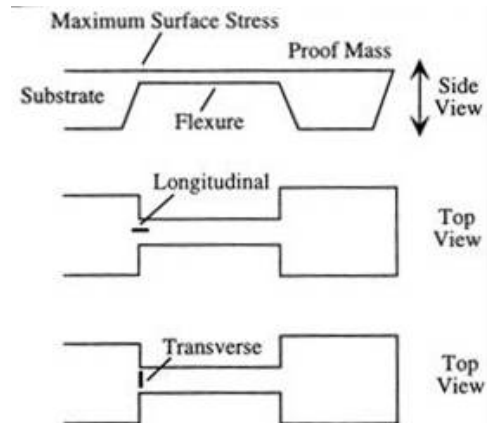 Maximum Surface Stress
Proof Mass
Substrate
Flexure
Side
View
Longitudinal
Top
View
Transverse
Top
View